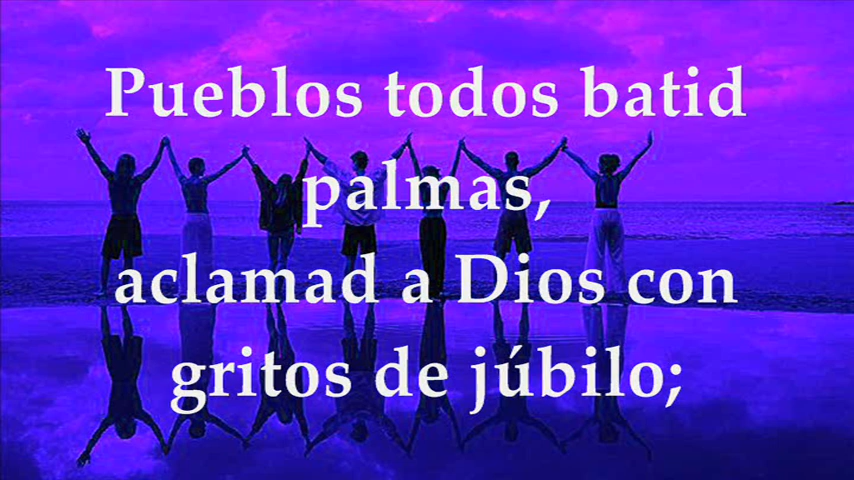 Pueblos todos batid
palmas,
aclamad a Dios con
gritos de júbilo;